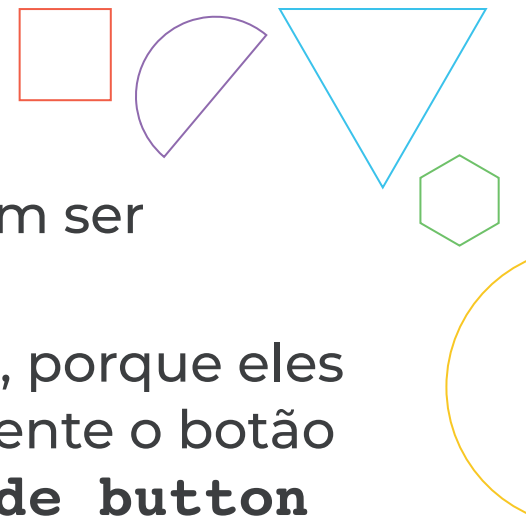 m ser
, porque eles
ente o botão
de button